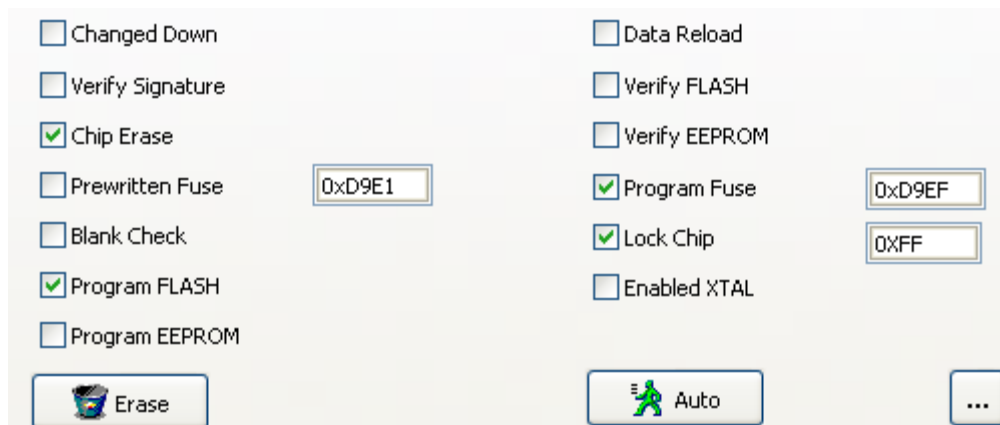 Changed Down
Verify Signature
Chip Erase
Prewritten Fuse 0xD9E1
Blank Check
Program FLASH
Program EEPROM
Erase
Data Reload
Verify FLASH
Verify EEPROM
Program Fuse 0xD9EF
Lock Chip 0XFF
Enabled XTAL
Auto
...